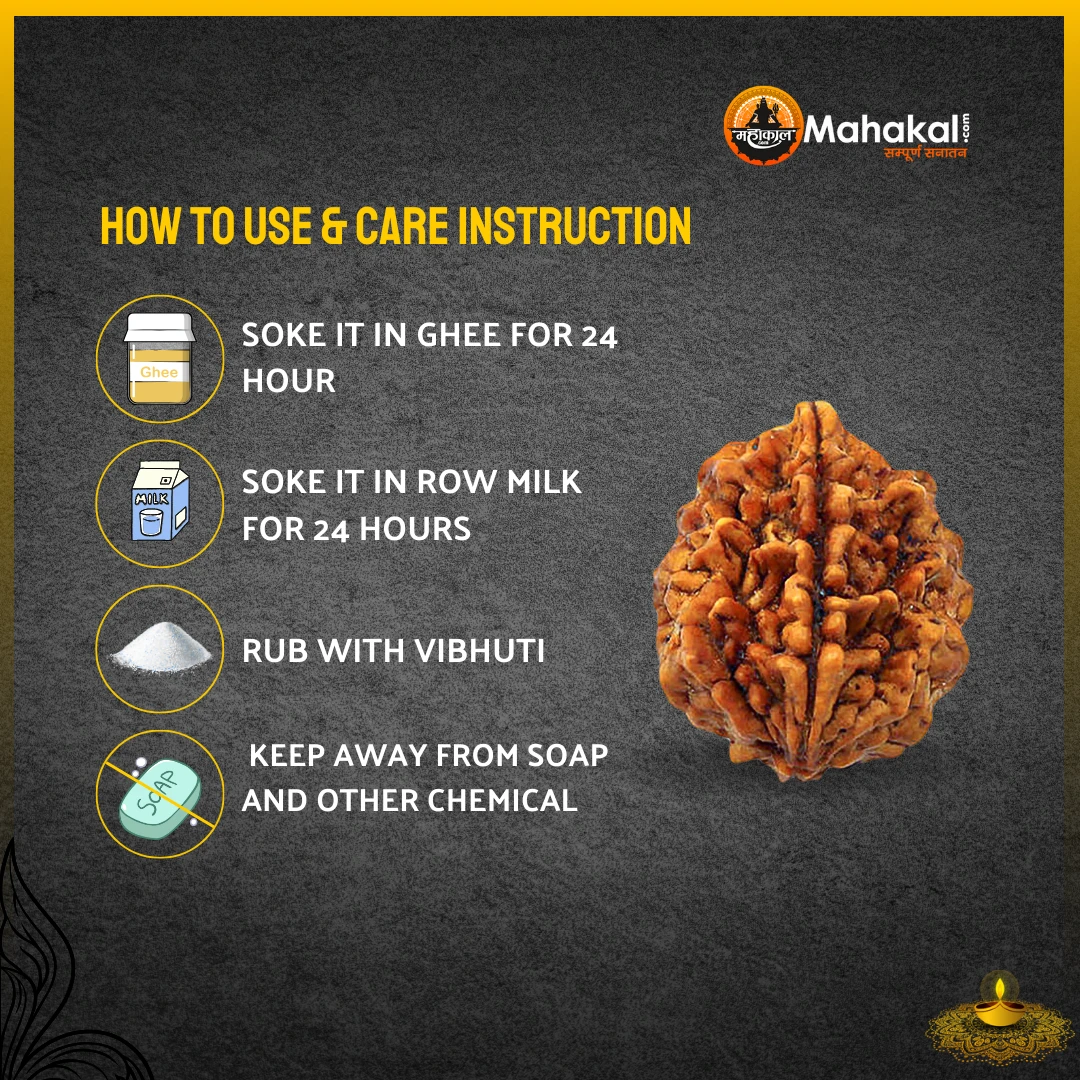 महाकाल
.com
Mahakal.com
सम्पूर्ण सनातन
HOW TO USE & CARE INSTRUCTION
Ghee
SOKE IT IN GHEE FOR 24
HOUR
MILK
SOKE IT IN ROW MILK
FOR 24 HOURS
RUB WITH VIBHUTI
SOAP
KEEP AWAY FROM SOAP
AND OTHER CHEMICAL